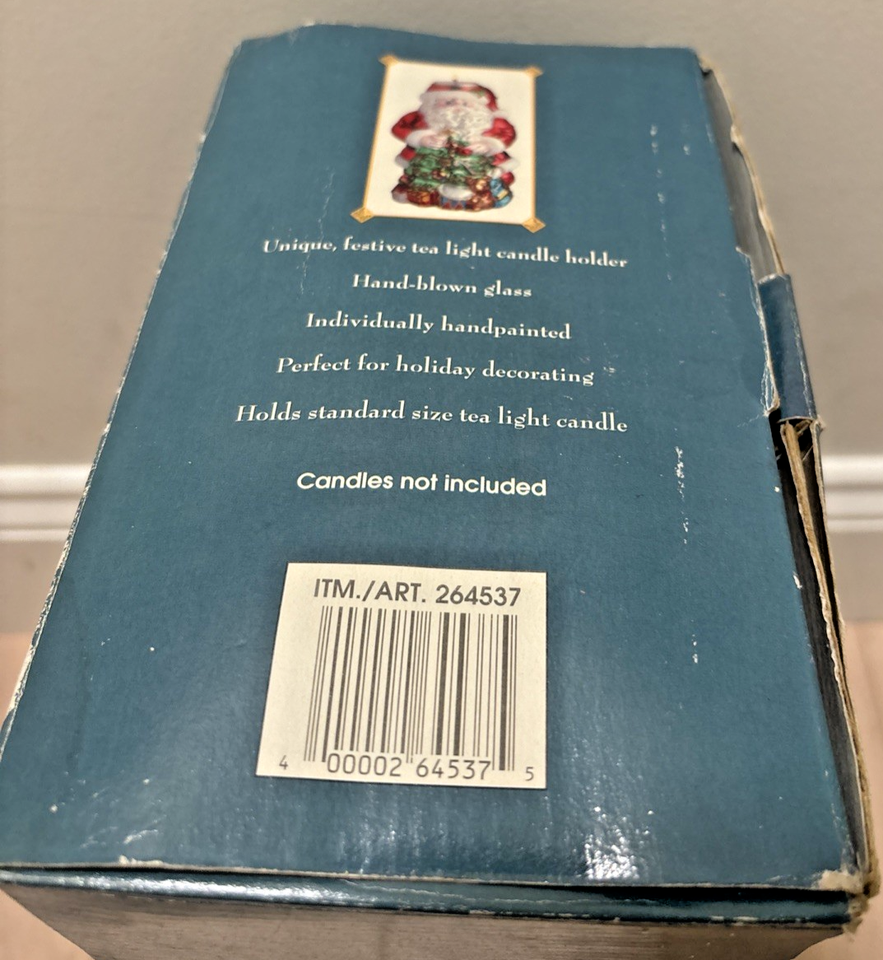 Unique, festive tea light candle holder
Hand-blown glass
Individually handpainted
Perfect for holiday decorating
Holds standard size tea light candle
Candles not included
ITM./ART. 264537
4 00002 64537 5